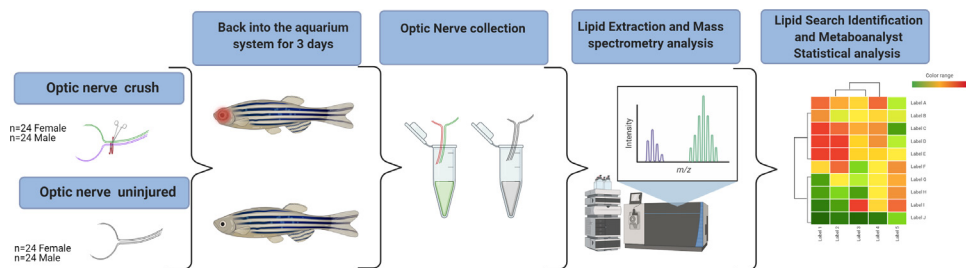 Optic nerve crush
n=24 Female
n=24 Male
Optic nerve uninjured
n=24 Female
n=24 Male
Back into the aquarium
system for 3 days
Optic Nerve collection
Lipid Extraction and Mass
spectrometry analysis
Intensity
m/z
Lipid Search Identification
and Metaboanalyst
Statistical analysis
Color range
Label A
Label B
Label C
Label D
Label E
Label F
Label G
Label H
Label I
Label J
Label 1
Label 2
Label 3
Label 4
Label 5